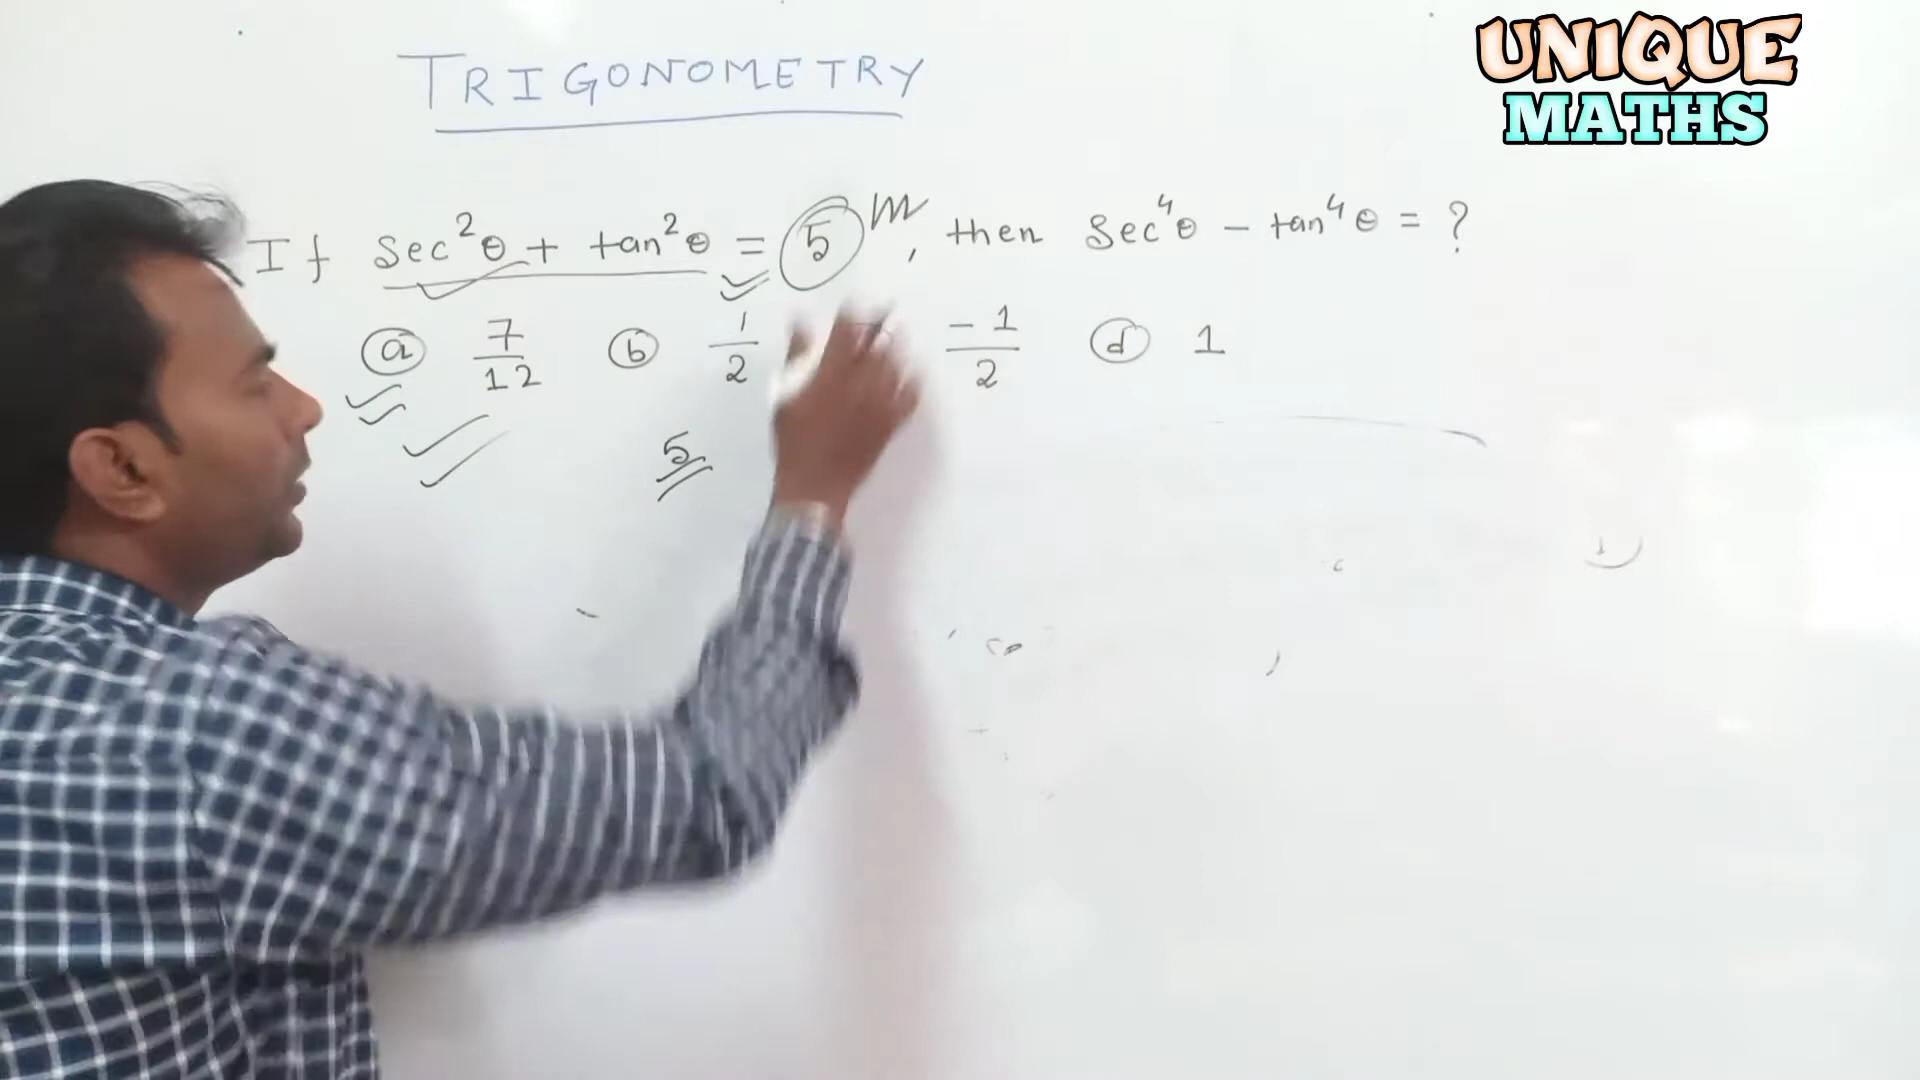 UNIQUE
MATHS
TRIGONOMETRY
If sec²θ + tan²θ = 5 m, then Sec⁴θ - tan⁴θ = ?
(a) 7/12 (b) 1/2 -1/2 (d) 1
5